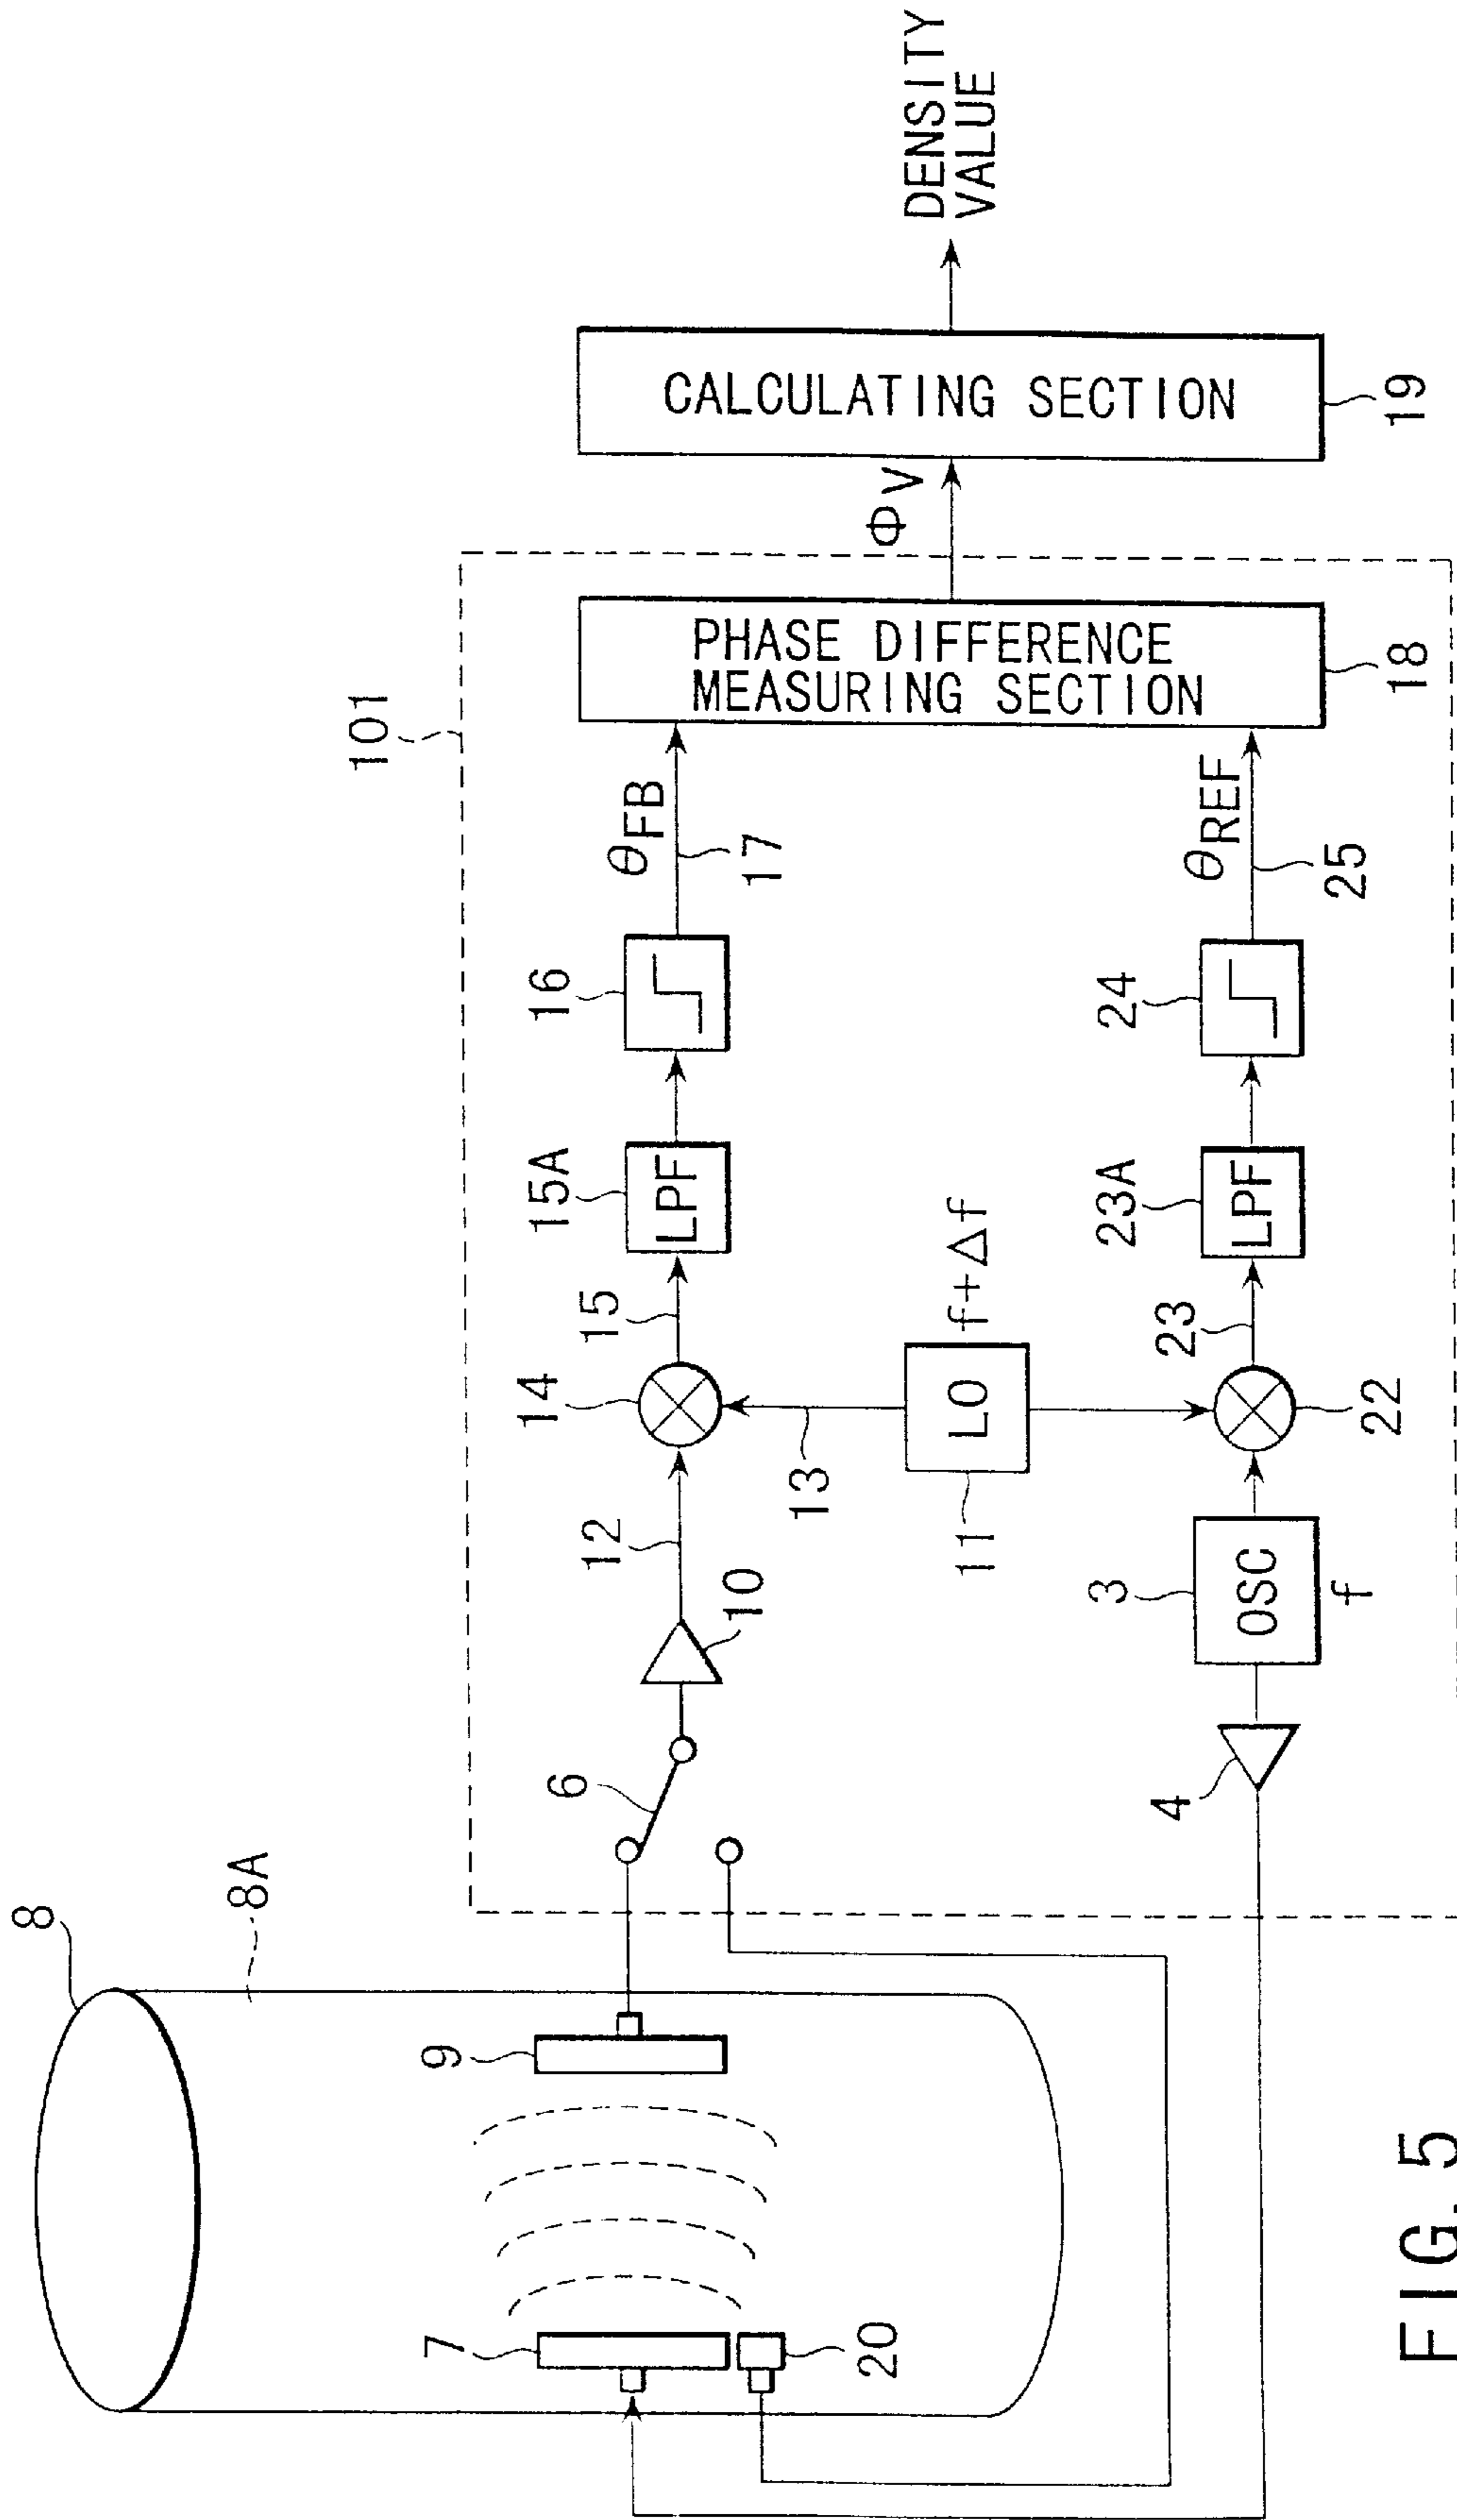 8
8A
101
7
9
20
6
10
12
14
15
15A
LPF
16
θFB
17
PHASE DIFFERENCE
MEASURING SECTION
18
ΦV
CALCULATING SECTION
19
DENSITY
VALUE
13
11
LO
f+Δf
4
3
OSC
f
22
23
23A
LPF
24
θREF
25
FIG. 5